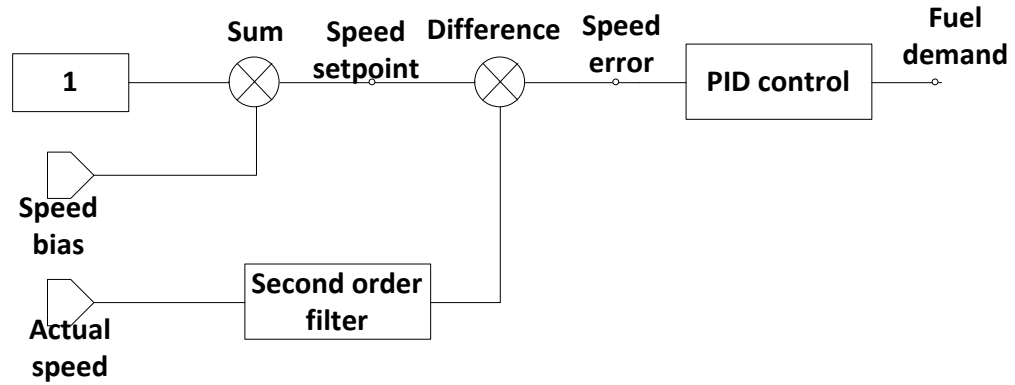 Sum
Speed
setpoint
Difference
Speed
error
Fuel
demand
1
PID control
Speed
bias
Second order
filter
Actual
speed